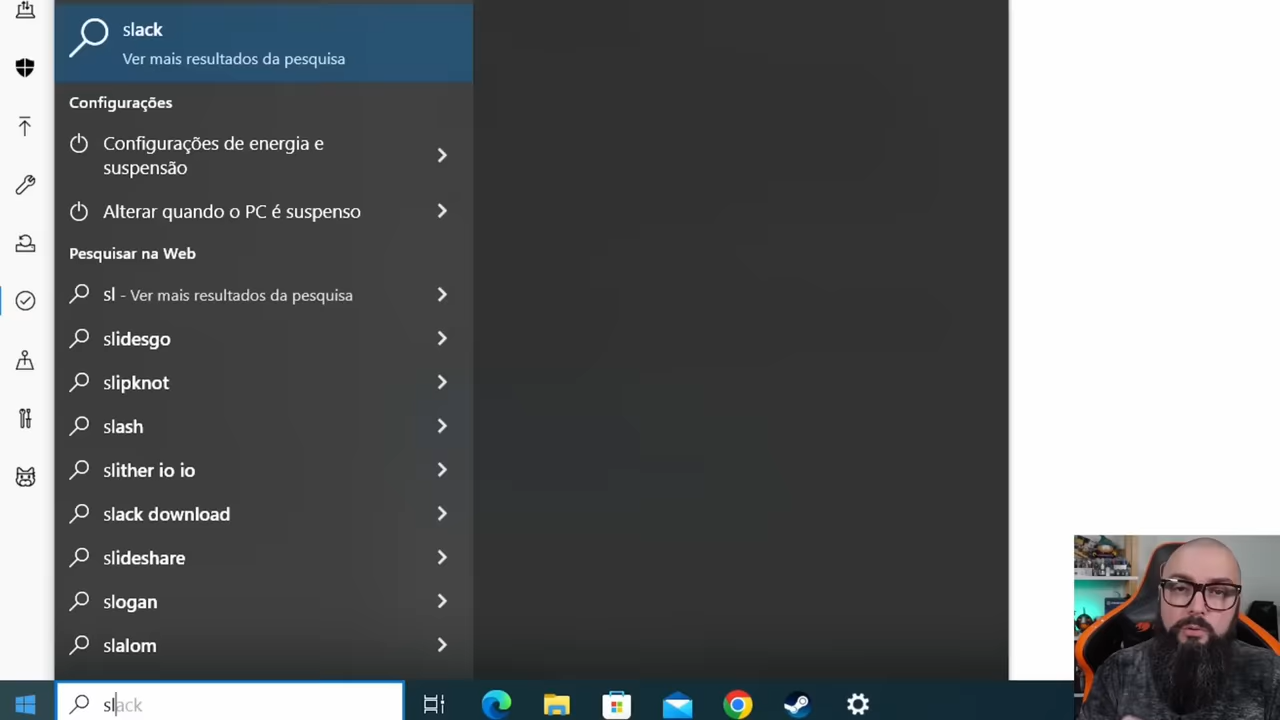 slack
Ver mais resultados da pesquisa
Configurações
Configurações de energia e
suspensão
Alterar quando o PC é suspenso
Pesquisar na Web
sl - Ver mais resultados da pesquisa
slidesgo
slipknot
slash
slither io io
slack download
slideshare
slogan
slalom
slack